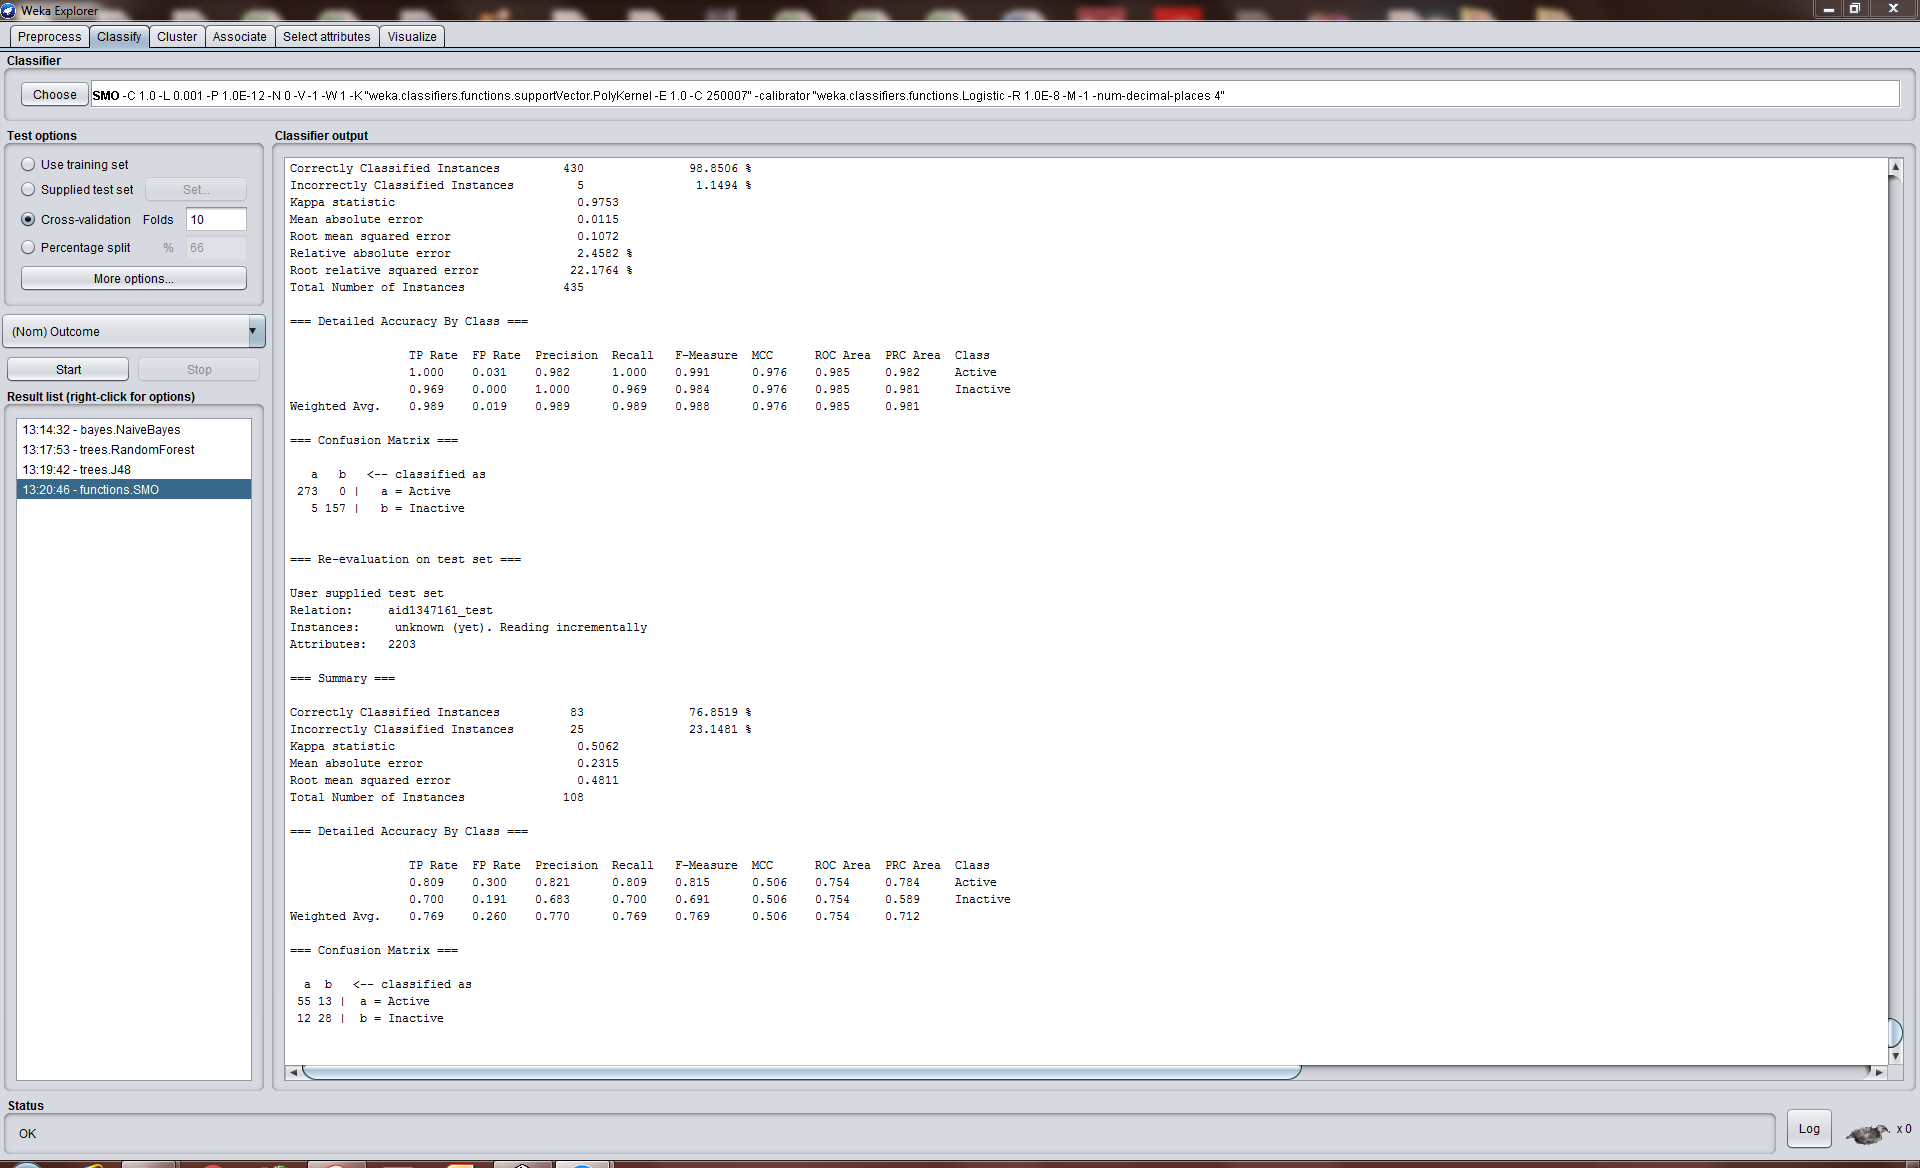 Weka Explorer
Preprocess Classify Cluster Associate Select attributes Visualize
Classifier
Choose SMO -C 1.0 -L 0.001 -P 1.0E-12 -N 0 -V -1 -W 1 -K "weka.classifiers.functions.supportVector.PolyKernel -E 1.0 -C 250007" -calibrator "weka.classifiers.functions.Logistic -R 1.0E-8 -M -1 -num-decimal-places 4"
Test options
Use training set
Supplied test set Set...
Cross-validation Folds 10
Percentage split % 66
More options...
(Nom) Outcome
Start Stop
Result list (right-click for options)
13:14:32 - bayes.NaiveBayes
13:17:53 - trees.RandomForest
13:19:42 - trees.J48
13:20:46 - functions.SMO
Classifier output
Correctly Classified Instances 430 98.8506 %
Incorrectly Classified Instances 5 1.1494 %
Kappa statistic 0.9753
Mean absolute error 0.0115
Root mean squared error 0.1072
Relative absolute error 2.4582 %
Root relative squared error 22.1764 %
Total Number of Instances 435
=== Detailed Accuracy By Class ===
TP Rate FP Rate Precision Recall F-Measure MCC ROC Area PRC Area Class
1.000 0.031 0.982 1.000 0.991 0.976 0.985 0.982 Active
0.969 0.000 1.000 0.969 0.984 0.976 0.985 0.981 Inactive
Weighted Avg. 0.989 0.019 0.989 0.989 0.988 0.976 0.985 0.981
=== Confusion Matrix ===
a b <-- classified as
273 0 | a = Active
5 157 | b = Inactive
=== Re-evaluation on test set ===
User supplied test set
Relation: aid1347161_test
Instances: unknown (yet). Reading incrementally
Attributes: 2203
=== Summary ===
Correctly Classified Instances 83 76.8519 %
Incorrectly Classified Instances 25 23.1481 %
Kappa statistic 0.5062
Mean absolute error 0.2315
Root mean squared error 0.4811
Total Number of Instances 108
=== Detailed Accuracy By Class ===
TP Rate FP Rate Precision Recall F-Measure MCC ROC Area PRC Area Class
0.809 0.300 0.821 0.809 0.815 0.506 0.754 0.784 Active
0.700 0.191 0.683 0.700 0.691 0.506 0.754 0.589 Inactive
Weighted Avg. 0.769 0.260 0.770 0.769 0.769 0.506 0.754 0.712
=== Confusion Matrix ===
a b <-- classified as
55 13 | a = Active
12 28 | b = Inactive
Status
OK
Log x 0